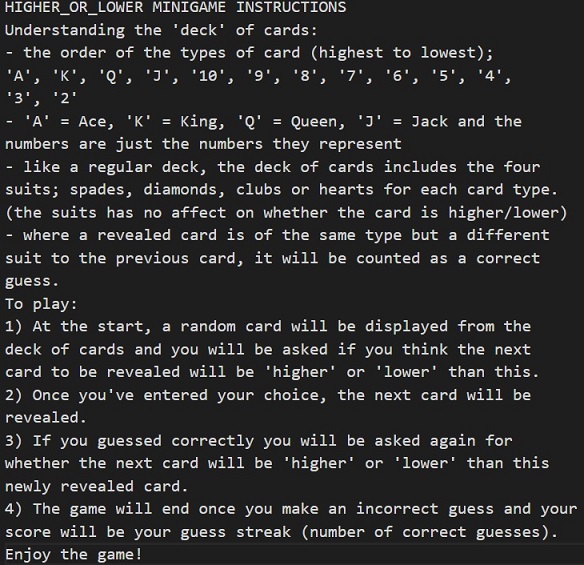 HIGHER_OR_LOWER MINIGAME INSTRUCTIONS
Understanding the 'deck' of cards:
- the order of the types of card (highest to lowest);
'A', 'K', 'Q', 'J', '10', '9', '8', '7', '6', '5', '4',
'3', '2'
- 'A' = Ace, 'K' = King, 'Q' = Queen, 'J' = Jack and the
numbers are just the numbers they represent
- like a regular deck, the deck of cards includes the four
suits; spades, diamonds, clubs or hearts for each card type.
(the suits has no affect on whether the card is higher/lower)
- where a revealed card is of the same type but a different
suit to the previous card, it will be counted as a correct
guess.
To play:
1) At the start, a random card will be displayed from the
deck of cards and you will be asked if you think the next
card to be revealed will be 'higher' or 'lower' than this.
2) Once you've entered your choice, the next card will be
revealed.
3) If you guessed correctly you will be asked again for
whether the next card will be 'higher' or 'lower' than this
newly revealed card.
4) The game will end once you make an incorrect guess and your
score will be your guess streak (number of correct guesses).
Enjoy the game!